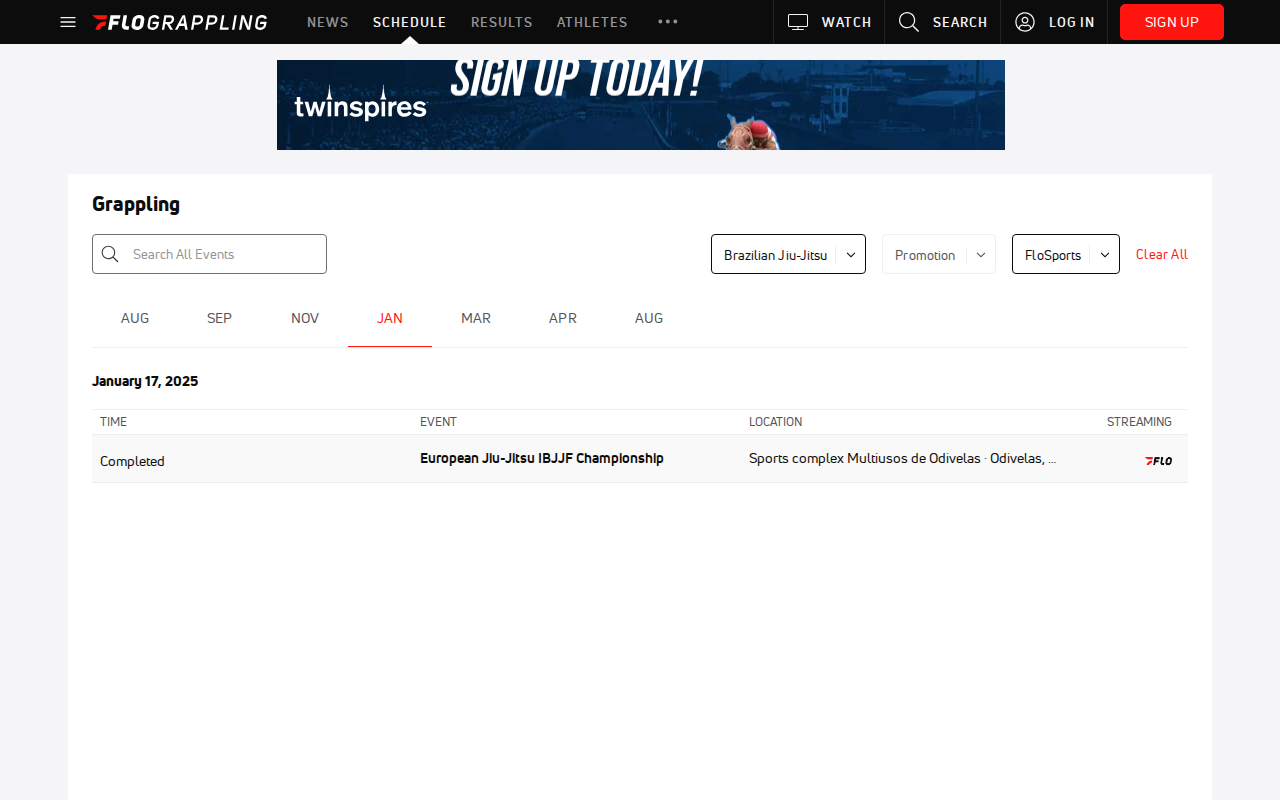 FLOGRAPPLING NEWS SCHEDULE RESULTS ATHLETES WATCH SEARCH LOG IN SIGN UP
SIGN UP TODAY!
twinspires
Grappling
Search All Events Brazilian Jiu-Jitsu Promotion FloSports Clear All
AUG SEP NOV JAN MAR APR AUG
January 17, 2025
TIME EVENT LOCATION STREAMING
Completed European Jiu-Jitsu IBJJF Championship Sports complex Multiusos de Odivelas · Odivelas, ... FLO